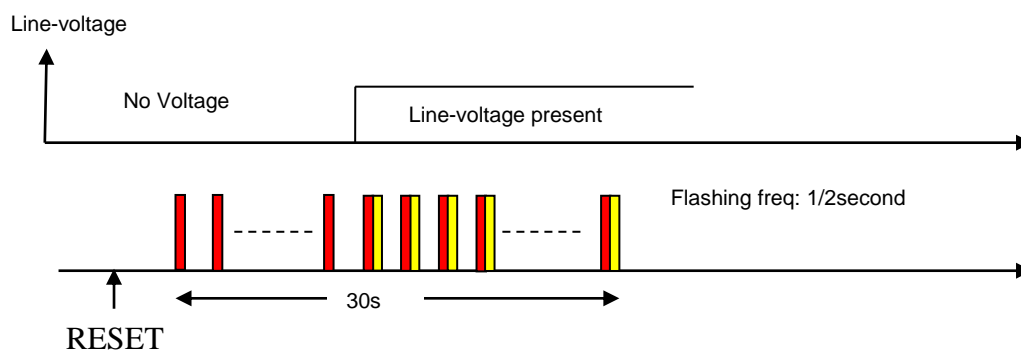 Line-voltage
No Voltage
Line-voltage present
Flashing freq: 1/2second
30s
RESET